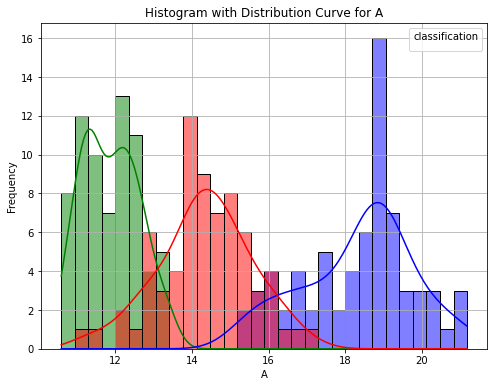 Histogram with Distribution Curve for A
classification
16
14
12
10
8
6
4
2
0
Frequency
12 14 16 18 20
A